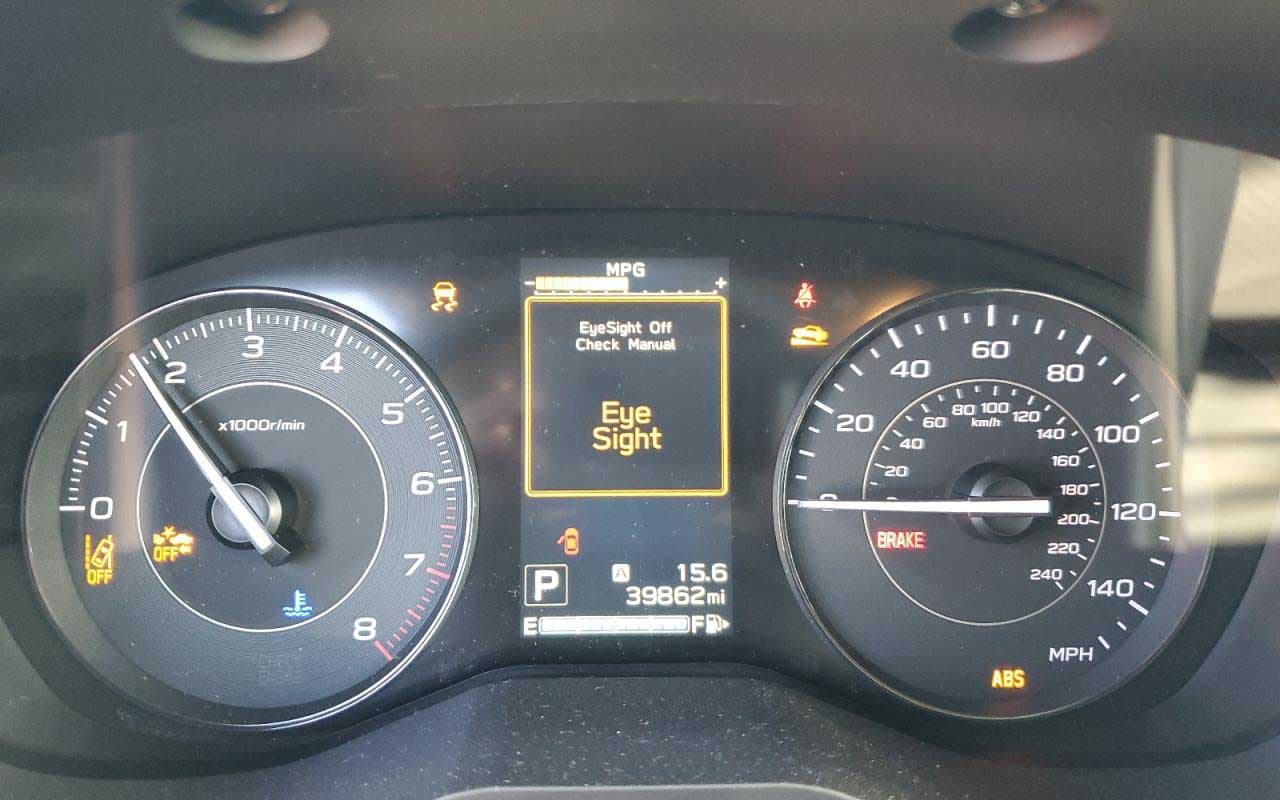 MPG
- +
EyeSight Off
Check Manual
Eye
Sight
P
A 15.6
39862mi
E F
0
1
2
3
4
5
6
7
8
x1000r/min
OFF
OFF
0
20
40
60
80
100
120
140
MPH
20
40
60
80
100
120
140
160
180
200
220
240
km/h
BRAKE
ABS